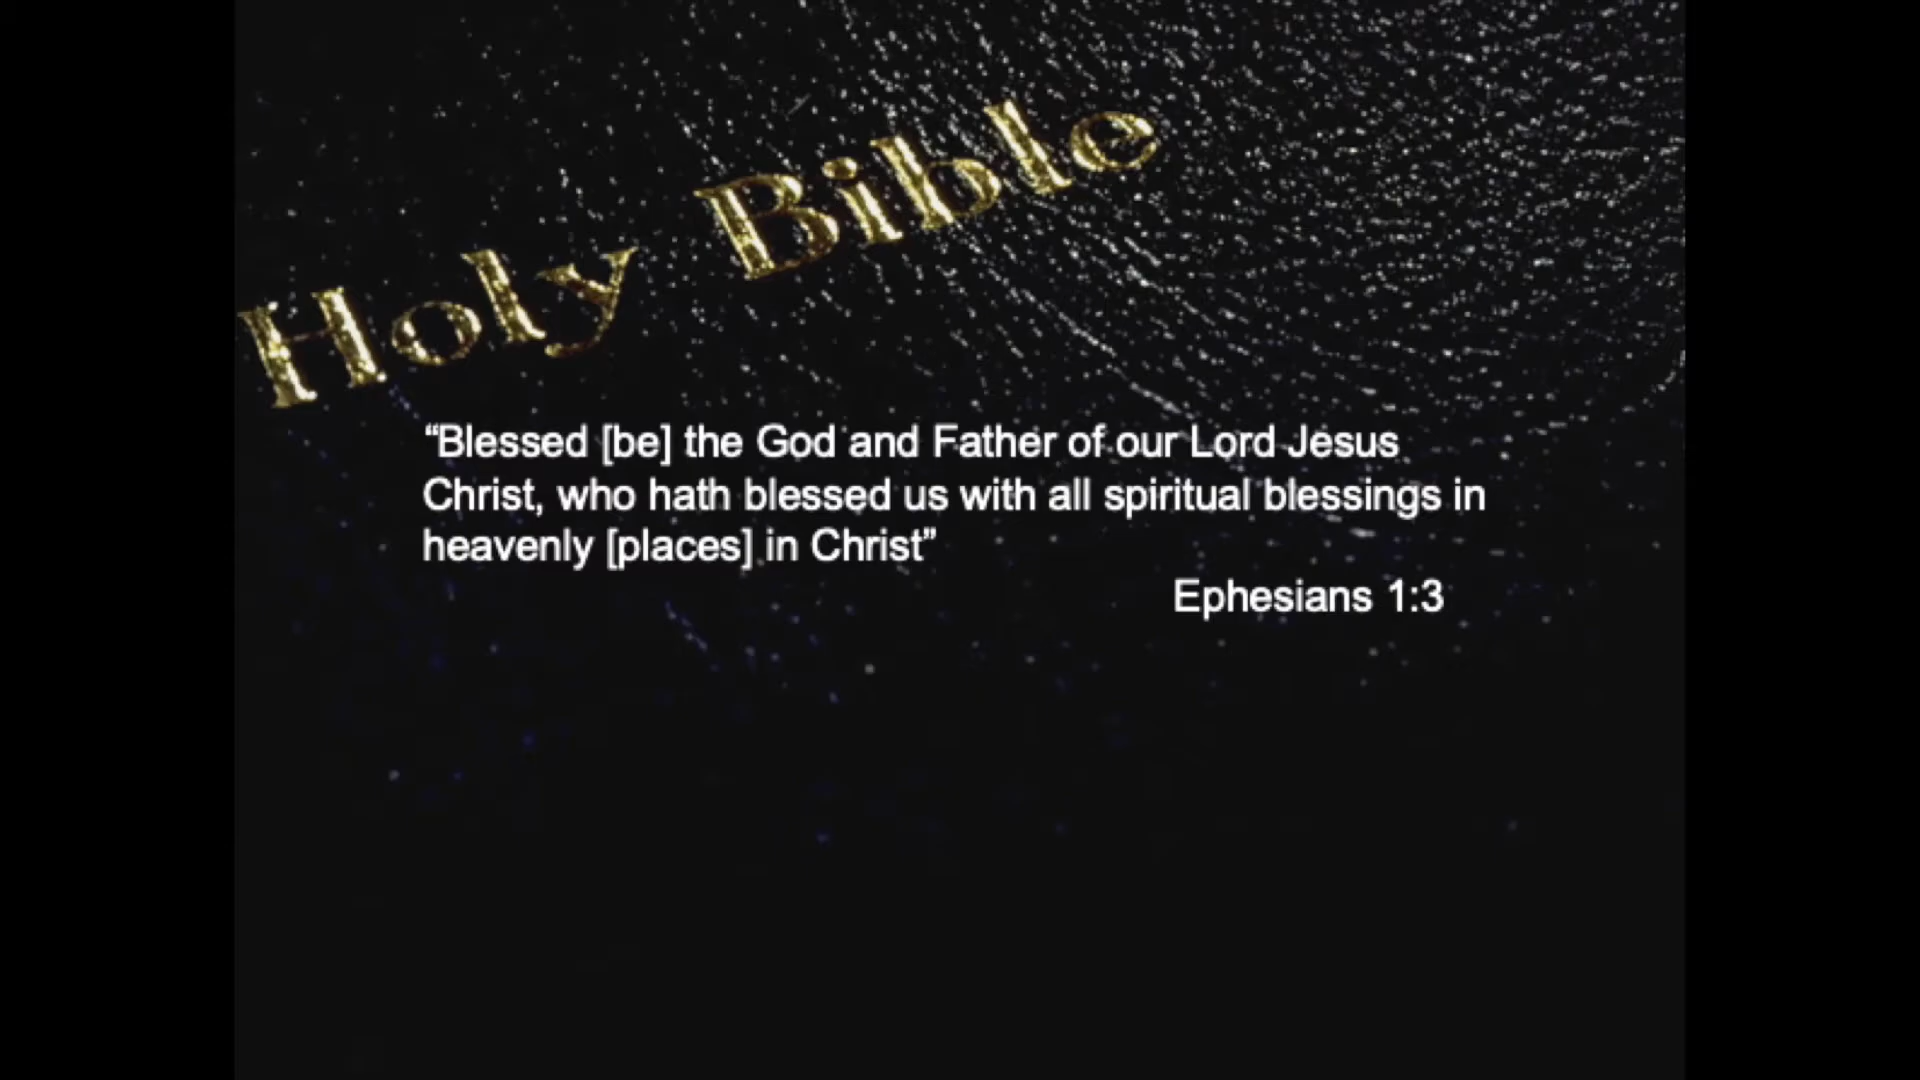 Holy Bible
“Blessed [be] the God and Father of our Lord Jesus
Christ, who hath blessed us with all spiritual blessings in
heavenly [places] in Christ”
Ephesians 1:3